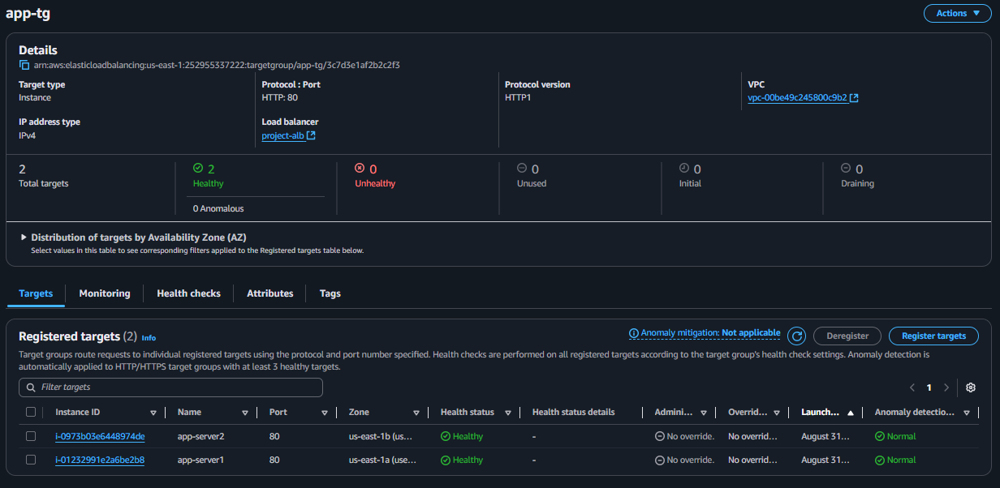 app-tg
Actions
Details
arn:aws:elasticloadbalancing:us-east-1:252955337222:targetgroup/app-tg/3c7d3e1af2b2c2f3
Target type
Instance
Protocol : Port
HTTP: 80
Protocol version
HTTP1
VPC
vpc-00be49c245800c9b2
IP address type
IPv4
Load balancer
project-alb
2
Total targets
2
Healthy
0 Anomalous
0
Unhealthy
0
Unused
0
Initial
0
Draining
Distribution of targets by Availability Zone (AZ)
Select values in this table to see corresponding filters applied to the Registered targets table below.
Targets Monitoring Health checks Attributes Tags
Registered targets (2) Info
Anomaly mitigation: Not applicable
Deregister
Register targets
Target groups route requests to individual registered targets using the protocol and port number specified. Health checks are performed on all registered targets according to the target group's health check settings. Anomaly detection is
automatically applied to HTTP/HTTPS target groups with at least 3 healthy targets.
Filter targets
1
Instance ID Name Port Zone Health status Health status details Admini... Overrid... Launch... Anomaly detectio...
i-0973b03e6448974de app-server2 80 us-east-1b (us... Healthy - No override. No overrid... August 31... Normal
i-01232991e2a6be2b8 app-server1 80 us-east-1a (use... Healthy - No override. No overrid... August 31... Normal